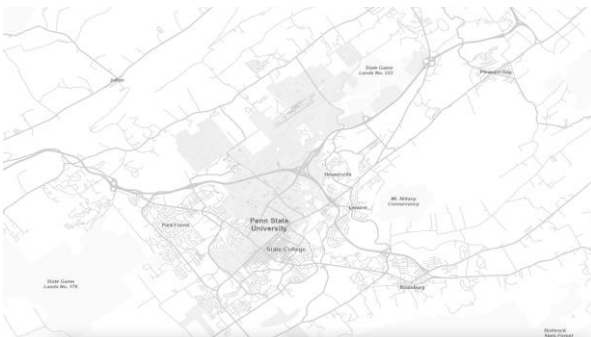 State Game
Lands No. 333
Julian
Pleasant Gap
Houserville
Mt. Nittany
Conservancy
Lemont
Park Forest
Penn State
University
State College
State Game
Lands No. 176
Boalsburg
Rothrock
State Forest